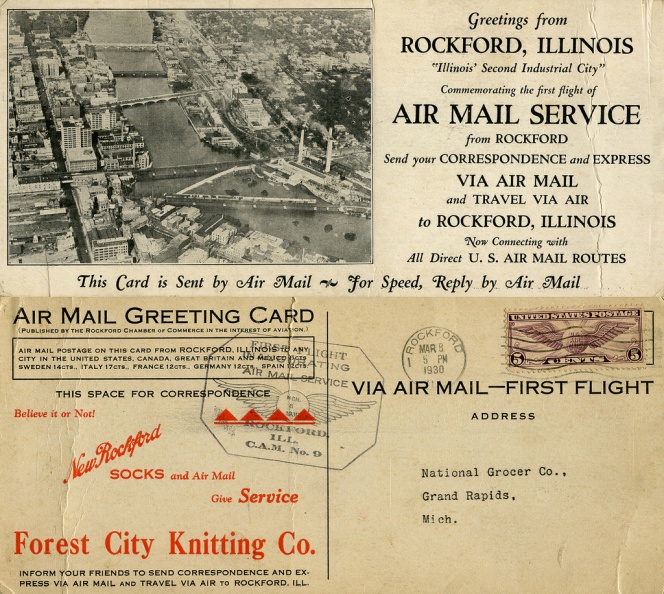 Greetings from
ROCKFORD, ILLINOIS
"Illinois' Second Industrial City"
Commemorating the first flight of
AIR MAIL SERVICE
from ROCKFORD
Send your CORRESPONDENCE and EXPRESS
VIA AIR MAIL
and TRAVEL VIA AIR
to ROCKFORD, ILLINOIS
Now Connecting with
All Direct U. S. AIR MAIL ROUTES
This Card is Sent by Air Mail For Speed, Reply by Air Mail
AIR MAIL GREETING CARD
(PUBLISHED BY THE ROCKFORD CHAMBER OF COMMERCE IN THE INTEREST OF AVIATION.)
AIR MAIL POSTAGE ON THIS CARD FROM ROCKFORD, ILLINOIS TO ANY
CITY IN THE UNITED STATES, CANADA, GREAT BRITAIN AND MEXICO CTS.
SWEDEN 14CTS., ITALY 17CTS., FRANCE 12CTS., GERMANY 12CTS. SPAIN CTS.
THIS SPACE FOR CORRESPONDENCE
Believe it or Not!
New Rockford
SOCKS and Air Mail
Give Service
Forest City Knitting Co.
INFORM YOUR FRIENDS TO SEND CORRESPONDENCE AND EX-
PRESS VIA AIR MAIL AND TRAVEL VIA AIR TO ROCKFORD, ILL.
FIRST FLIGHT
INAUGURATING
AIR MAIL SERVICE
ROCKFORD,
ILL.
C.A.M. No. 9
ROCKFORD
MAR 8
5 PM
1930
UNITED STATES POSTAGE
5 CENTS 5
VIA AIR MAIL—FIRST FLIGHT
ADDRESS
National Grocer Co.,
Grand Rapids,
Mich.